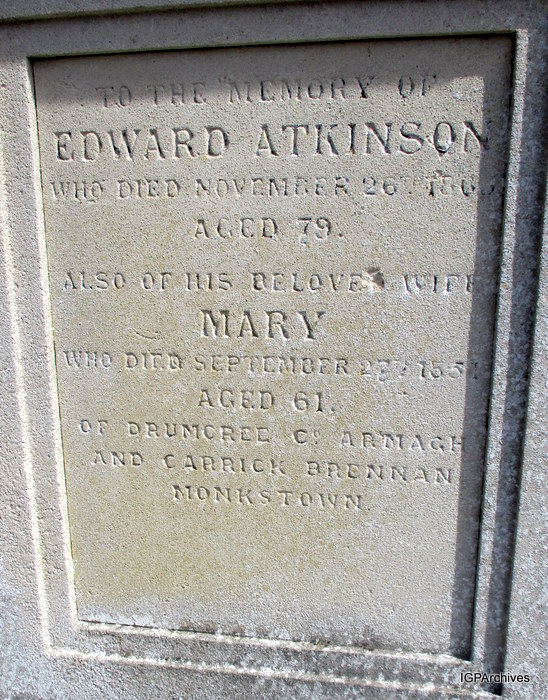 TO THE MEMORY OF
EDWARD ATKINSON
WHO DIED NOVEMBER 26TH
AGED 79.
ALSO OF HIS BELOVED WIFE
MARY
WHO DIED SEPTEMBER 27TH
AGED 61.
OF DRUMCREE Co. ARMAGH
AND CARRICK BRENNAN
MONKSTOWN.
IGPArchives